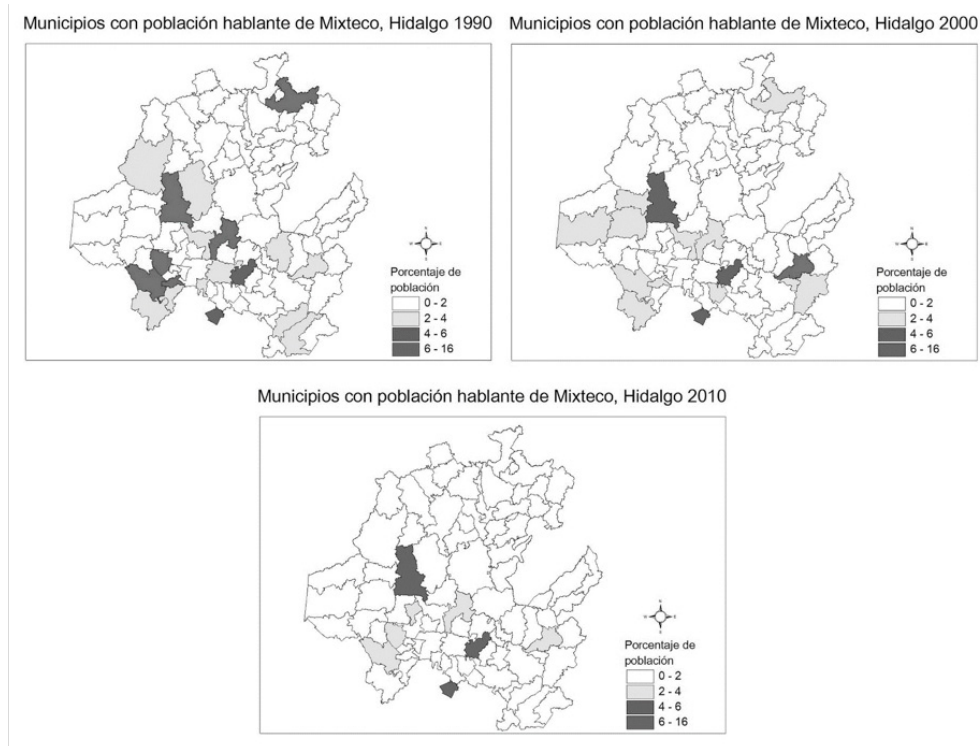 Municipios con población hablante de Mixteco, Hidalgo 1990
Porcentaje de
población
0 - 2
2 - 4
4 - 6
6 - 16
Municipios con población hablante de Mixteco, Hidalgo 2000
Porcentaje de
población
0 - 2
2 - 4
4 - 6
6 - 16
Municipios con población hablante de Mixteco, Hidalgo 2010
Porcentaje de
población
0 - 2
2 - 4
4 - 6
6 - 16